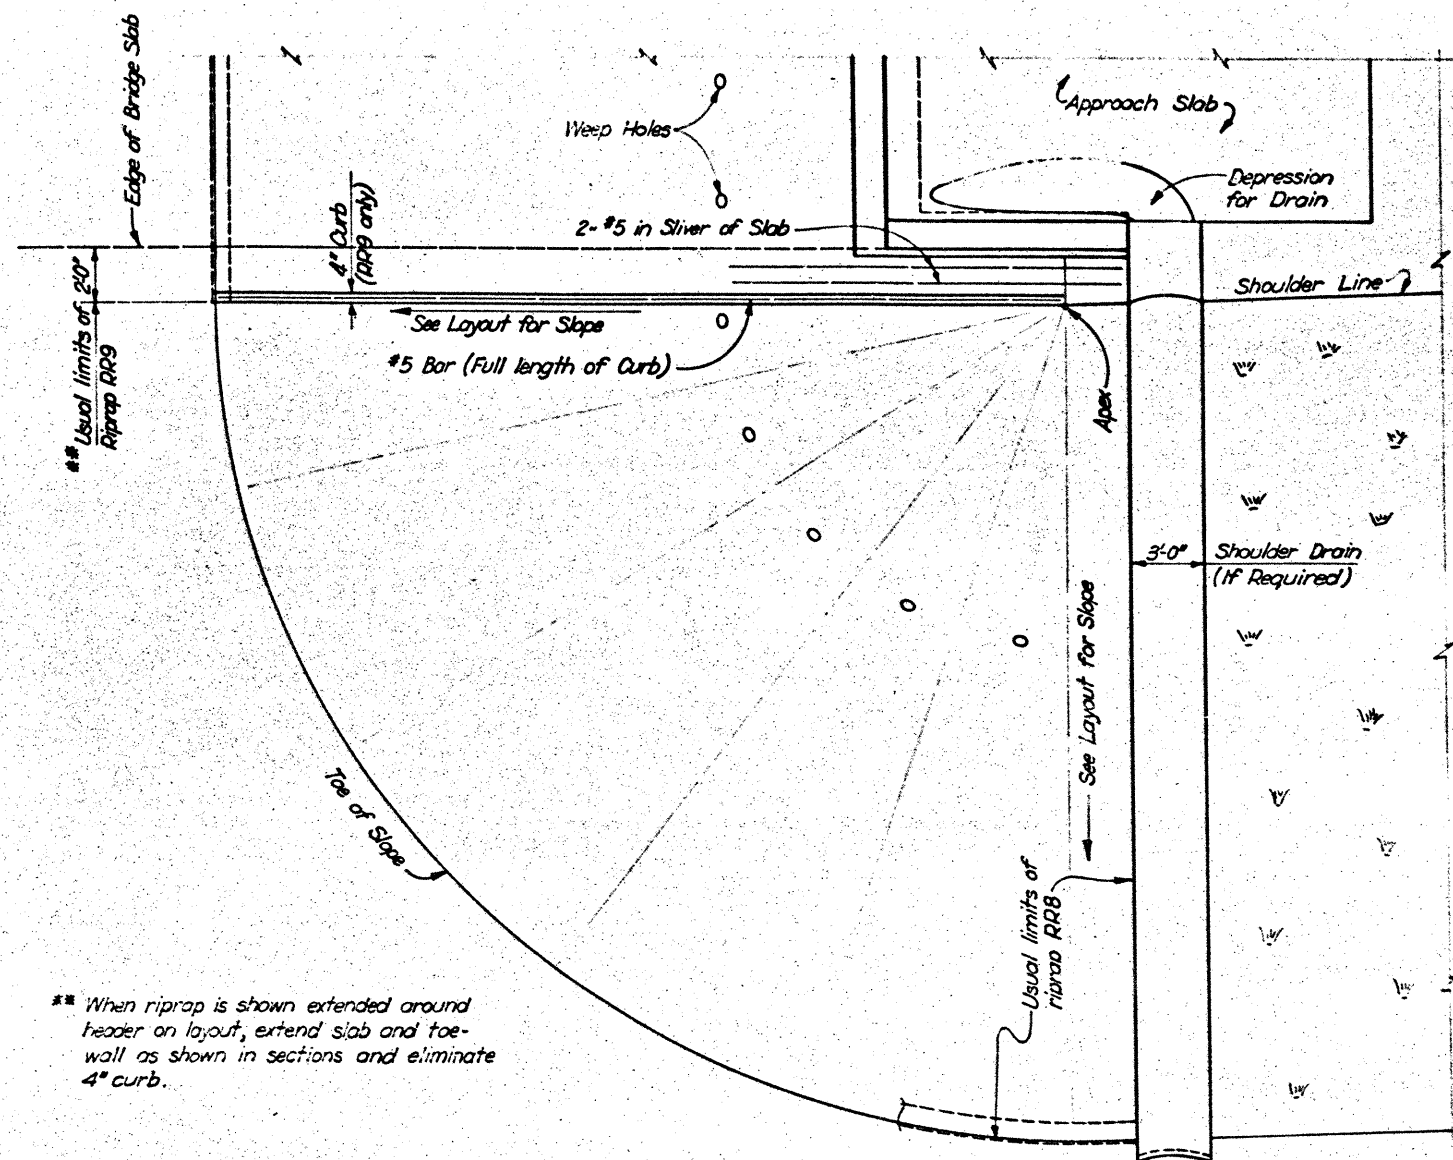 Edge of Bridge Slab
Weep Holes
Approach Slab
Depression
for Drain
4" Curb
(RR9 only)
2-#5 in Sliver of Slab
** Usual limits of 2'0"
Riprap RR9
Shoulder Line
See Layout for Slope
#5 Bar (Full length of Curb)
Apex
3'-0"
Shoulder Drain
(If Required)
See Layout for Slope
Toe of Slope
Usual limits of
riprap RR8
** When riprap is shown extended around
header on layout, extend slab and toe-
wall as shown in sections and eliminate
4" curb.